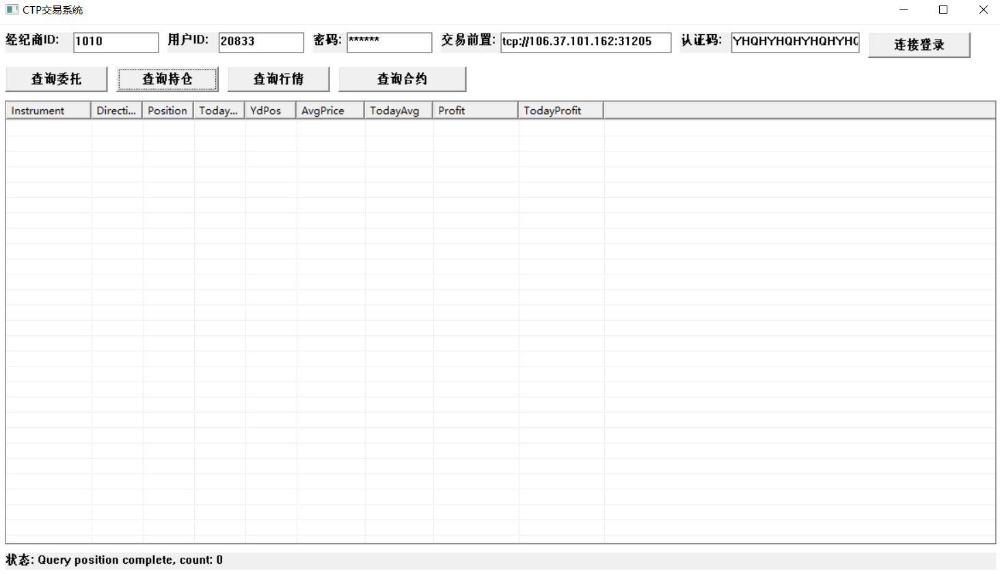 CTP交易系统
经纪商ID: 1010 用户ID: 20833 密码: ****** 交易前置: tcp://106.37.101.162:31205 认证码: YHQHYHQHYHQHYHQ 连接登录
查询委托 查询持仓 查询行情 查询合约
Instrument Directi... Position Today... YdPos AvgPrice TodayAvg Profit TodayProfit
状态: Query position complete, count: 0